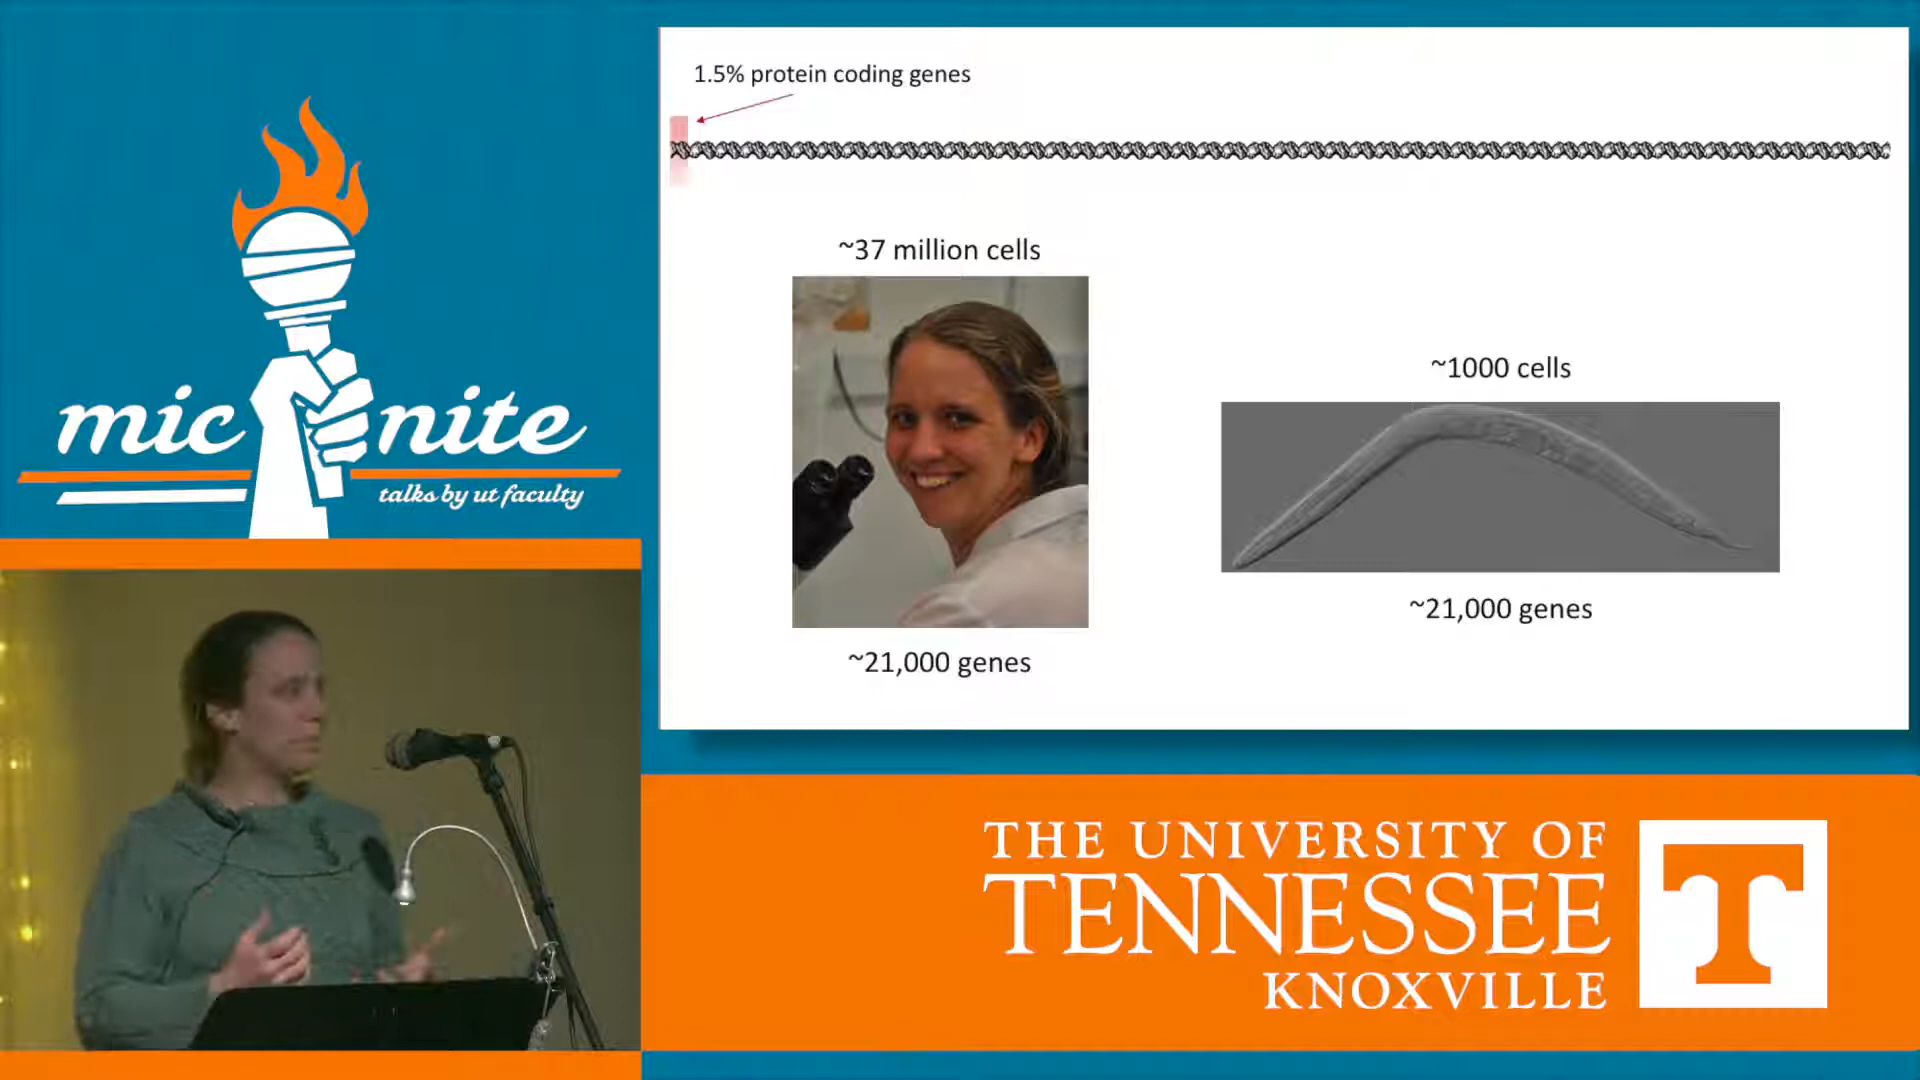 mic nite
talks by ut faculty
1.5% protein coding genes
~37 million cells
~21,000 genes
~1000 cells
~21,000 genes
THE UNIVERSITY OF
TENNESSEE
KNOXVILLE
T